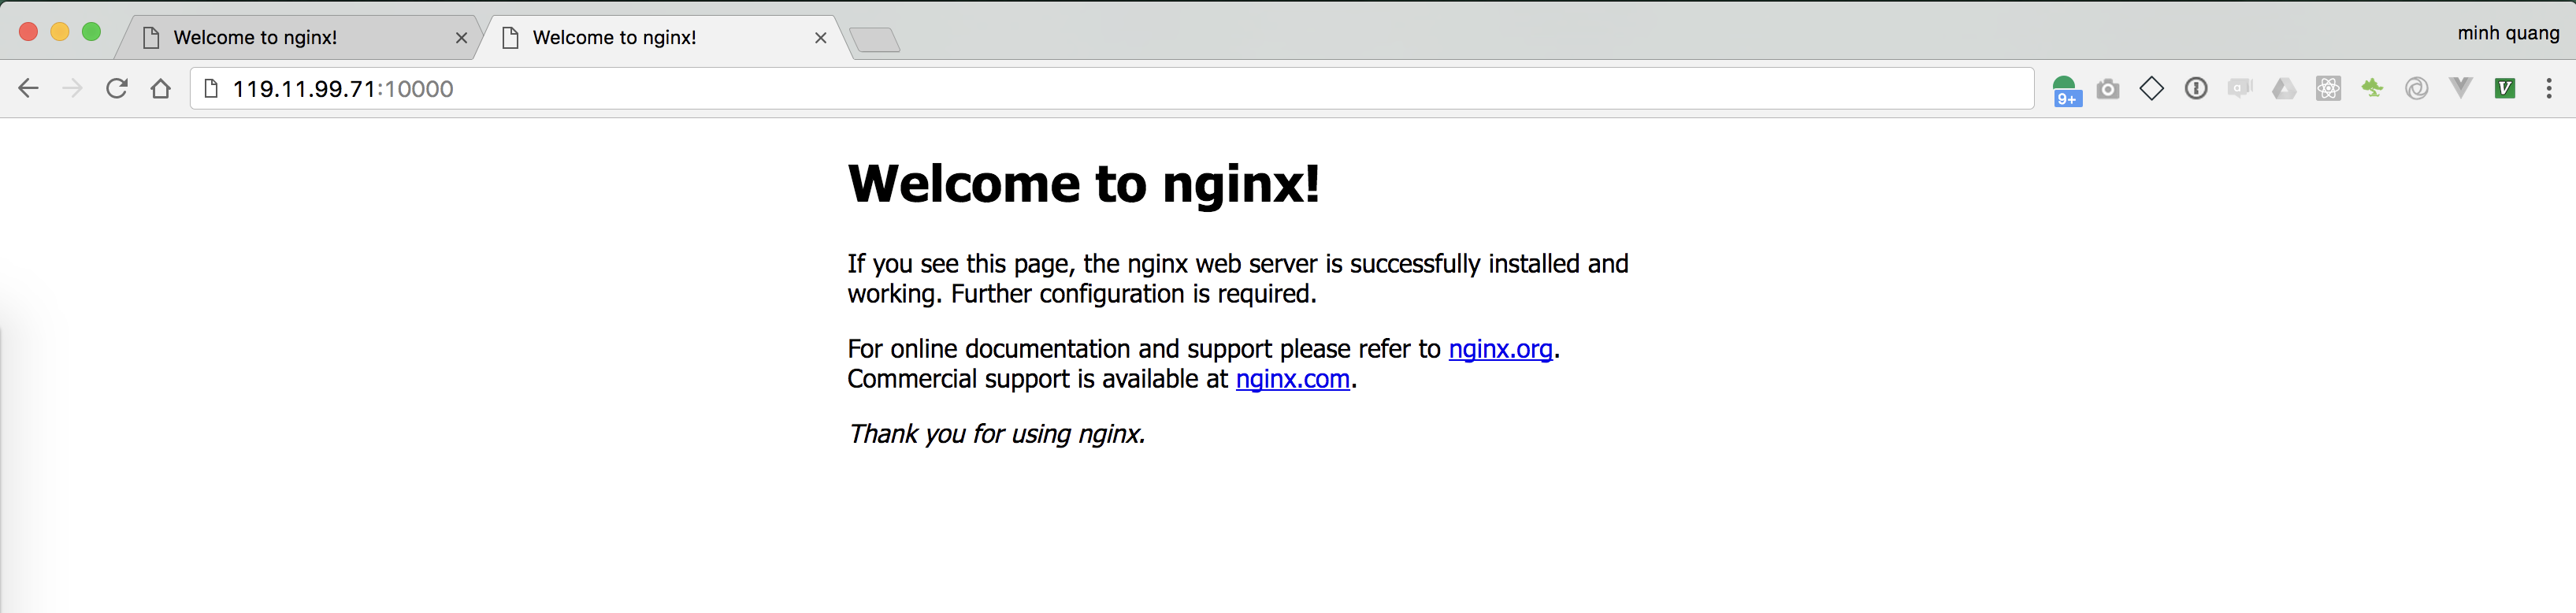 Welcome to nginx!
Welcome to nginx!
minh quang
119.11.99.71:10000
9+
Welcome to nginx!
If you see this page, the nginx web server is successfully installed and
working. Further configuration is required.
For online documentation and support please refer to nginx.org.
Commercial support is available at nginx.com.
Thank you for using nginx.